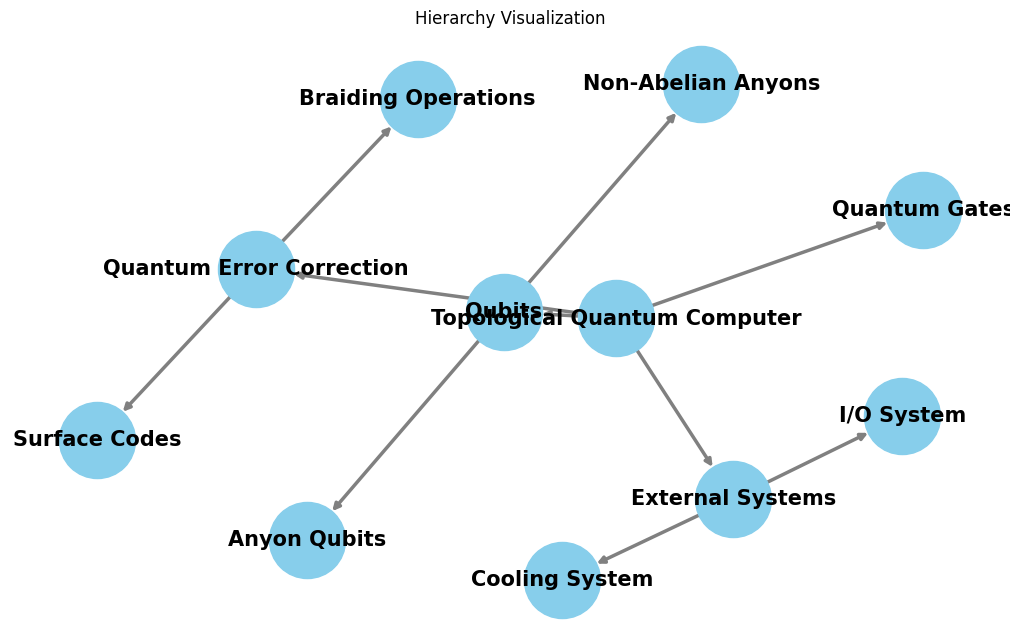 Hierarchy Visualization
Non-Abelian Anyons
Braiding Operations
Quantum Gates
Quantum Error Correction
Qubits
Topological Quantum Computer
I/O System
Surface Codes
External Systems
Anyon Qubits
Cooling System